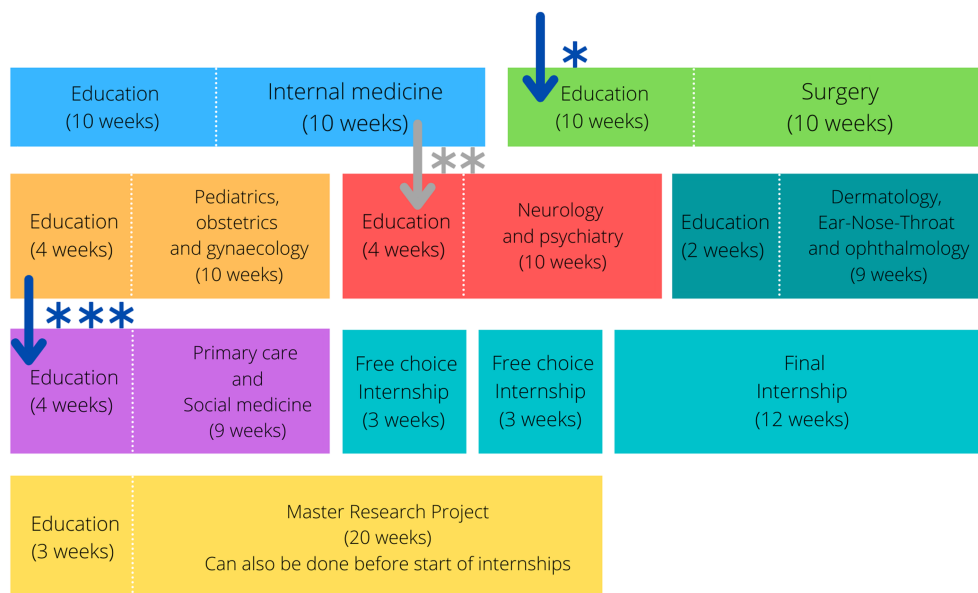 *
Education
(10 weeks)
Internal medicine
(10 weeks)
Education
(10 weeks)
Surgery
(10 weeks)
**
Education
(4 weeks)
Pediatrics,
obstetrics
and gynaecology
(10 weeks)
Education
(4 weeks)
Neurology
and psychiatry
(10 weeks)
Education
(2 weeks)
Dermatology,
Ear-Nose-Throat
and ophthalmology
(9 weeks)
***
Education
(4 weeks)
Primary care
and
Social medicine
(9 weeks)
Free choice
Internship
(3 weeks)
Free choice
Internship
(3 weeks)
Final
Internship
(12 weeks)
Education
(3 weeks)
Master Research Project
(20 weeks)
Can also be done before start of internships